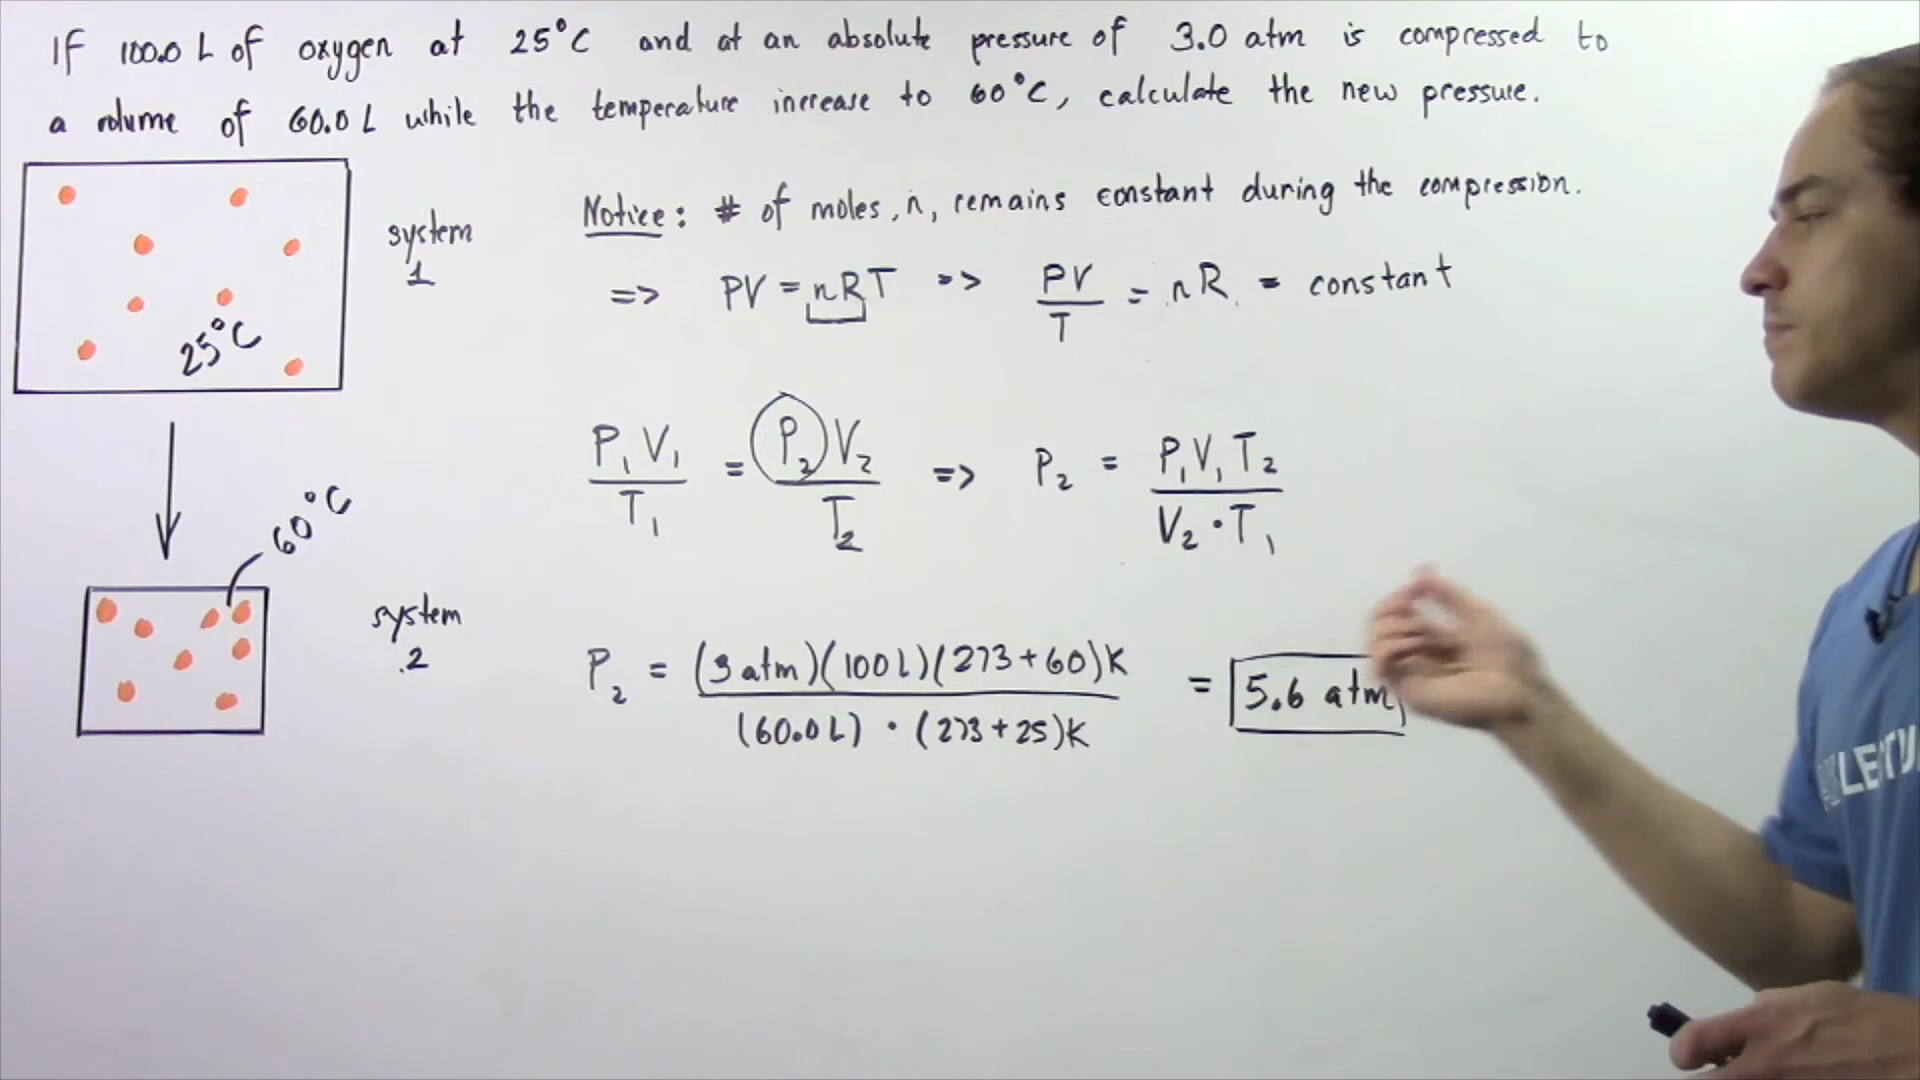 If 100.0 L of oxygen at 25°C and at an absolute pressure of 3.0 atm is compressed to
a volume of 60.0 L while the temperature increase to 60°C, calculate the new pressure.
Notice: # of moles, n, remains constant during the compression.
system
1
=> PV = nRT => PV/T = nR = constant
25°C
P₁V₁/T₁ = P₂V₂/T₂ => P₂ = P₁V₁T₂/V₂·T₁
60°C
system
2
P₂ = (3 atm)(100 L)(273+60)K/(60.0 L)·(273+25)K = 5.6 atm